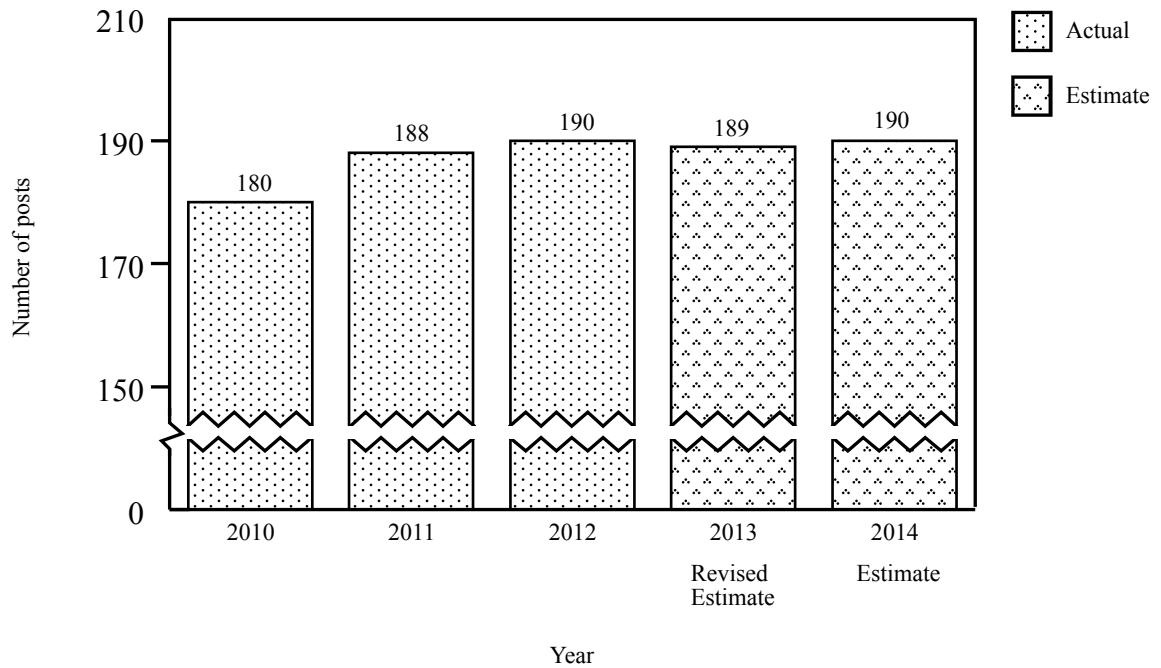 210
190
170
150
0
Number of posts
180
188
190
189
190
2010
2011
2012
2013
2014
Revised
Estimate
Estimate
Year
Actual
Estimate